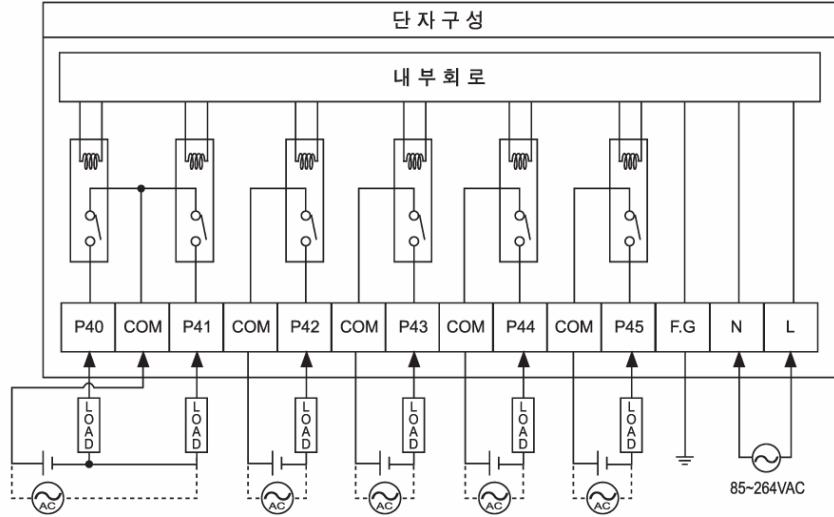 단자구성
내부회로
P40 COM P41 COM P42 COM P43 COM P44 COM P45 F.G N L
LOAD LOAD LOAD LOAD LOAD LOAD
AC AC AC AC AC
85~264VAC